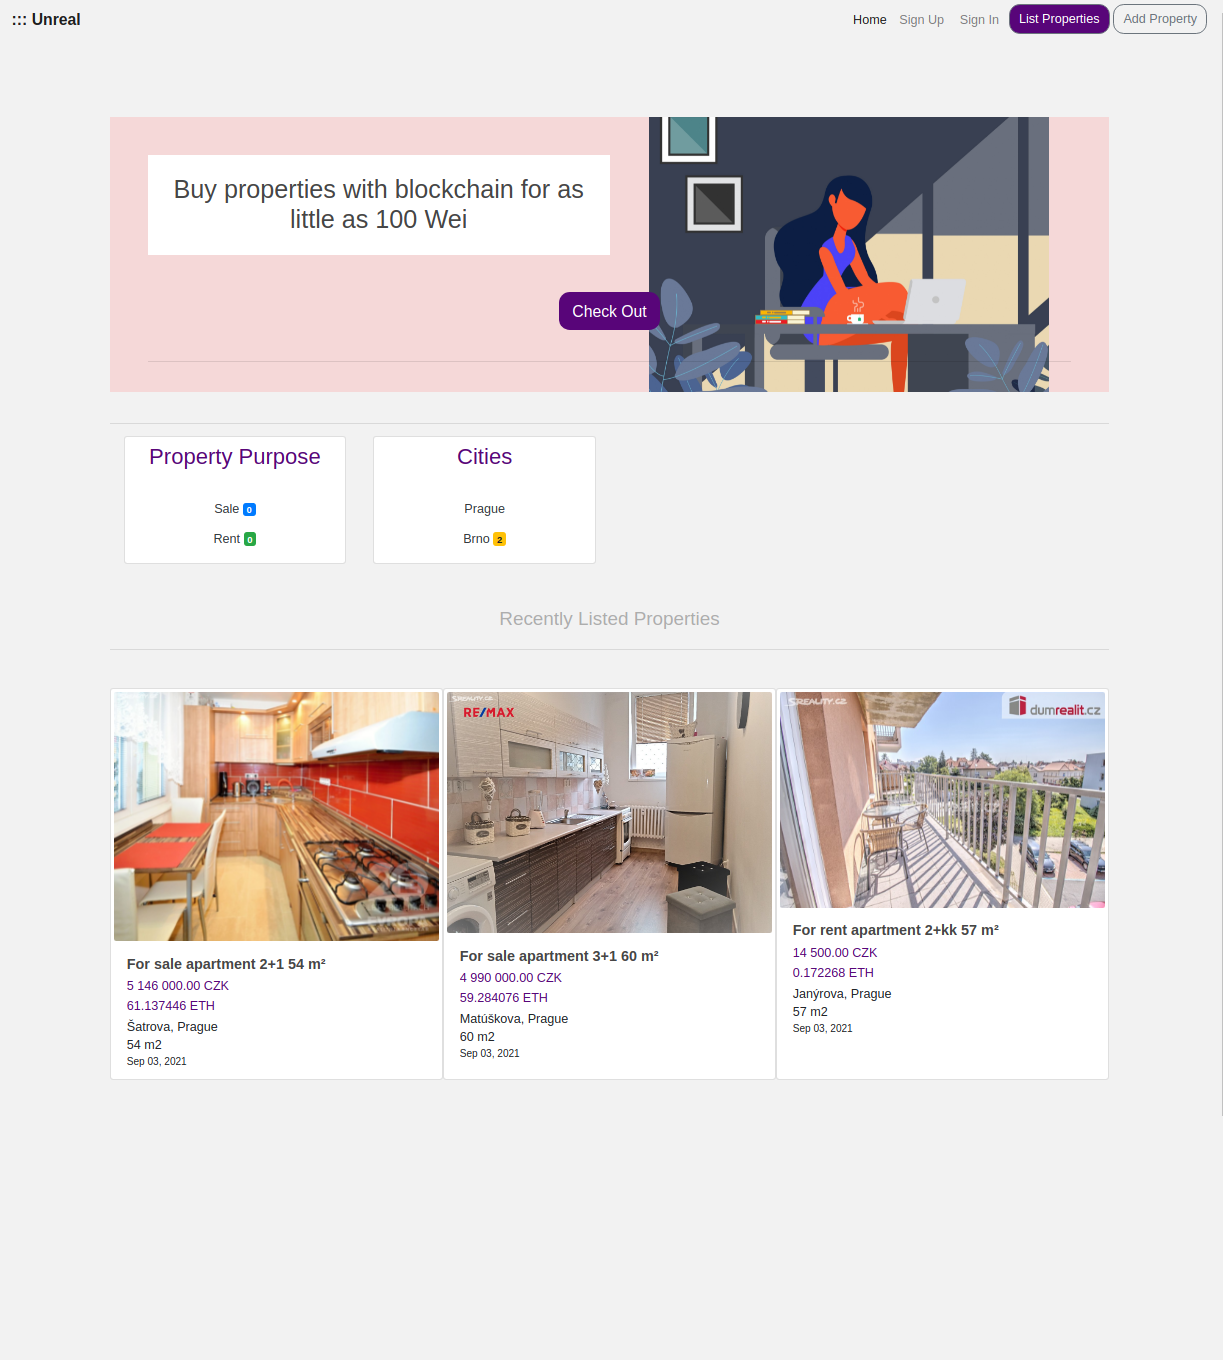 ::: Unreal
Home
Sign Up
Sign In
List Properties
Add Property
Buy properties with blockchain for as
little as 100 Wei
Check Out
Property Purpose
Sale 0
Rent 0
Cities
Prague
Brno 2
Recently Listed Properties
For sale apartment 2+1 54 m²
5 146 000.00 CZK
61.137446 ETH
Šatrova, Prague
54 m2
Sep 03, 2021
SREALITY.CZ
RE/MAX
For sale apartment 3+1 60 m²
4 990 000.00 CZK
59.284076 ETH
Matúškova, Prague
60 m2
Sep 03, 2021
SREALITY.CZ
dumrealit.cz
For rent apartment 2+kk 57 m²
14 500.00 CZK
0.172268 ETH
Janýrova, Prague
57 m2
Sep 03, 2021